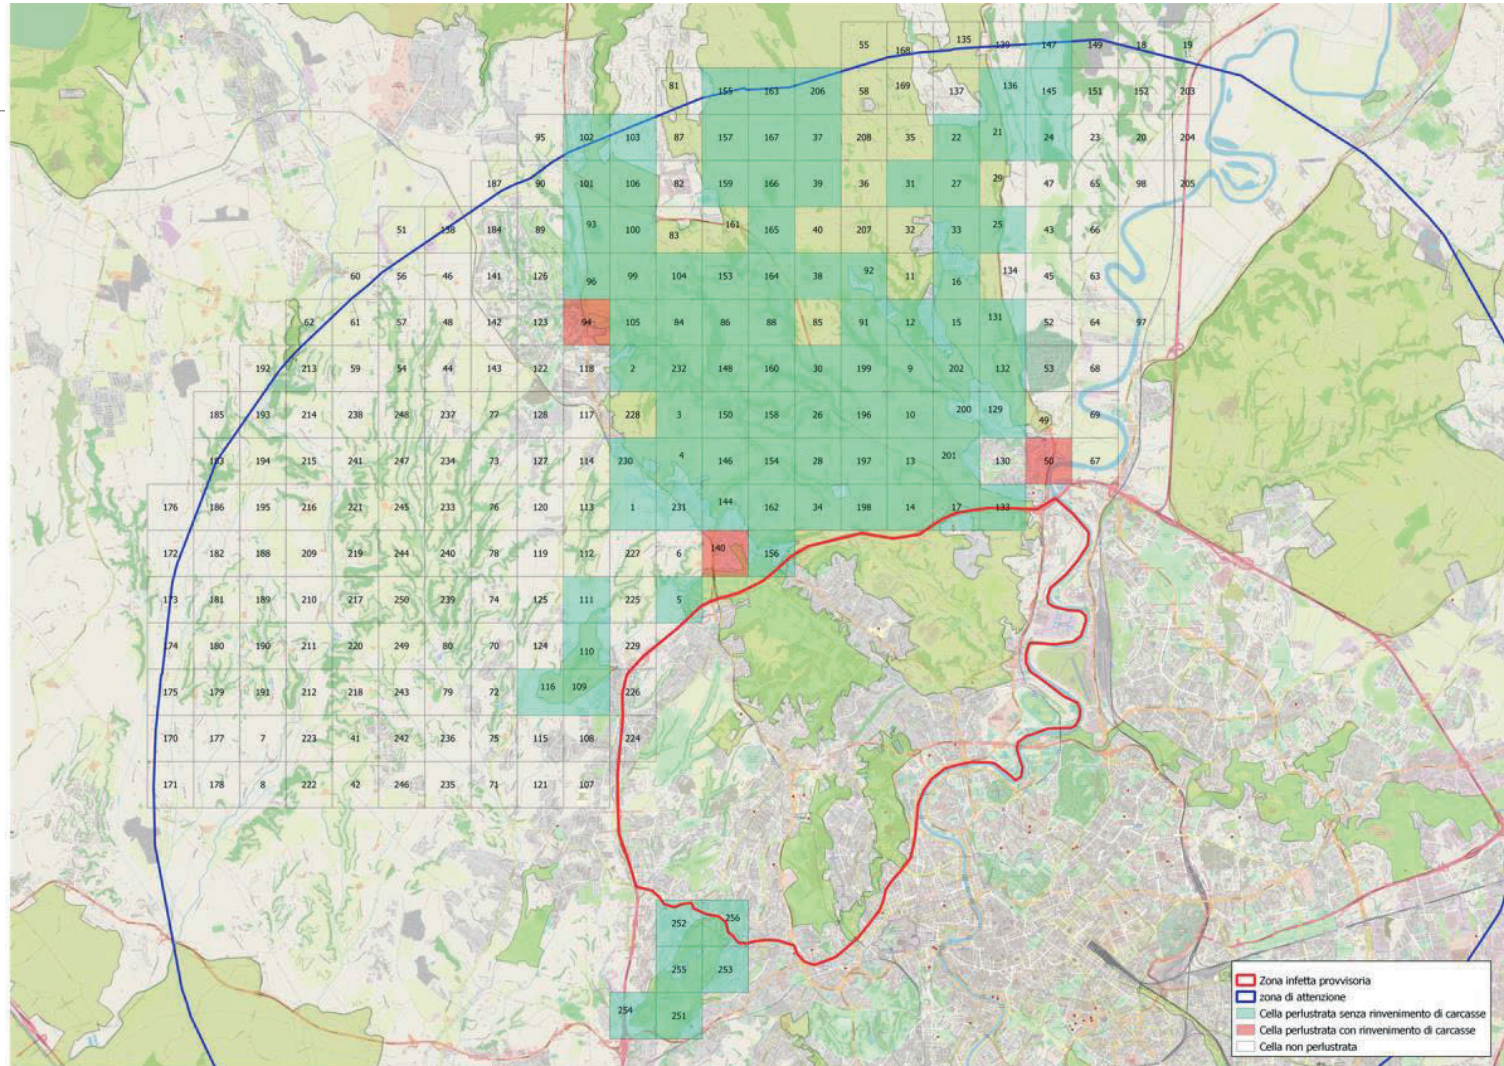 55 168 135 139 147 149 18 19
81 155 163 206 58 169 137 136 145 151 152 203
95 102 103 87 157 167 37 208 35 22 21 24 23 20 204
187 90 101 106 82 159 166 39 36 31 27 29 47 65 98 205
51 138 184 89 93 100 83 161 165 40 207 32 33 25 43 66
60 56 46 141 126 96 99 104 153 164 38 92 11 16 134 45 63
62 61 57 48 142 123 94 105 84 86 88 85 91 12 15 131 52 64 97
192 213 59 54 44 143 122 118 2 232 148 160 30 199 9 202 132 53 68
185 193 214 238 248 237 77 128 117 228 3 150 158 26 196 10 200 129 49 69
183 194 215 241 247 234 73 127 114 230 4 146 154 28 197 13 201 130 50 67
176 186 195 216 221 245 233 76 120 113 1 231 144 162 34 198 14 17 133
172 182 188 209 219 244 240 78 119 112 227 6 140 156
173 181 189 210 217 250 239 74 125 111 225 5
174 180 190 211 220 249 80 70 124 110 229
175 179 191 212 218 243 79 72 116 109 226
170 177 7 223 41 242 236 75 115 108 224
171 178 8 222 42 246 235 71 121 107
252 256
255 253
254 251
Zona infetta provvisoria
zona di attenzione
Cella perlustrata senza rinvenimento di carcasse
Cella perlustrata con rinvenimento di carcasse
Cella non perlustrata